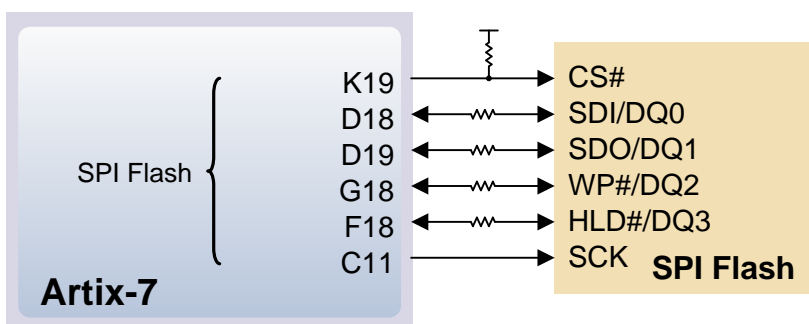 K19
D18
D19
G18
F18
C11
SPI Flash
Artix-7
CS#
SDI/DQ0
SDO/DQ1
WP#/DQ2
HLD#/DQ3
SCK
SPI Flash